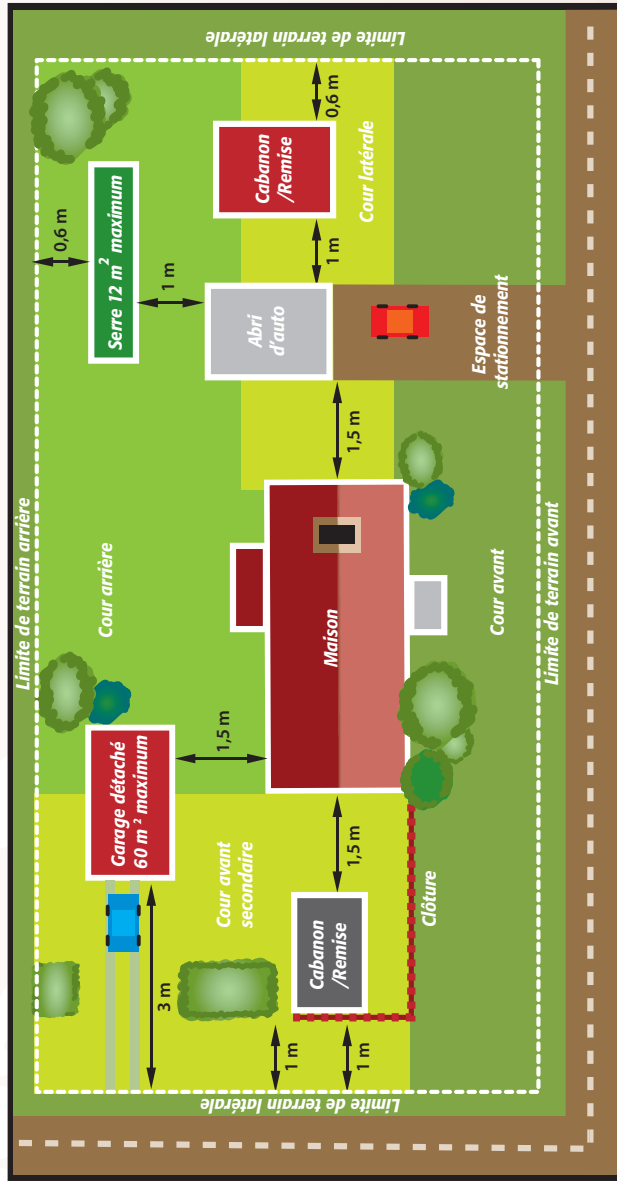 Limite de terrain arrière
Limite de terrain latérale
0,6 m
Serre 12 m² maximum
1 m
Cabanon
/Remise
0,6 m
Cour latérale
1 m
Abri
d'auto
Espace de
stationnement
1,5 m
Cour arrière
Maison
Cour avant
Limite de terrain avant
1,5 m
Garage détaché
60 m² maximum
Cour avant
secondaire
1,5 m
Clôture
Cabanon
/Remise
3 m
1 m
1 m
Limite de terrain latérale